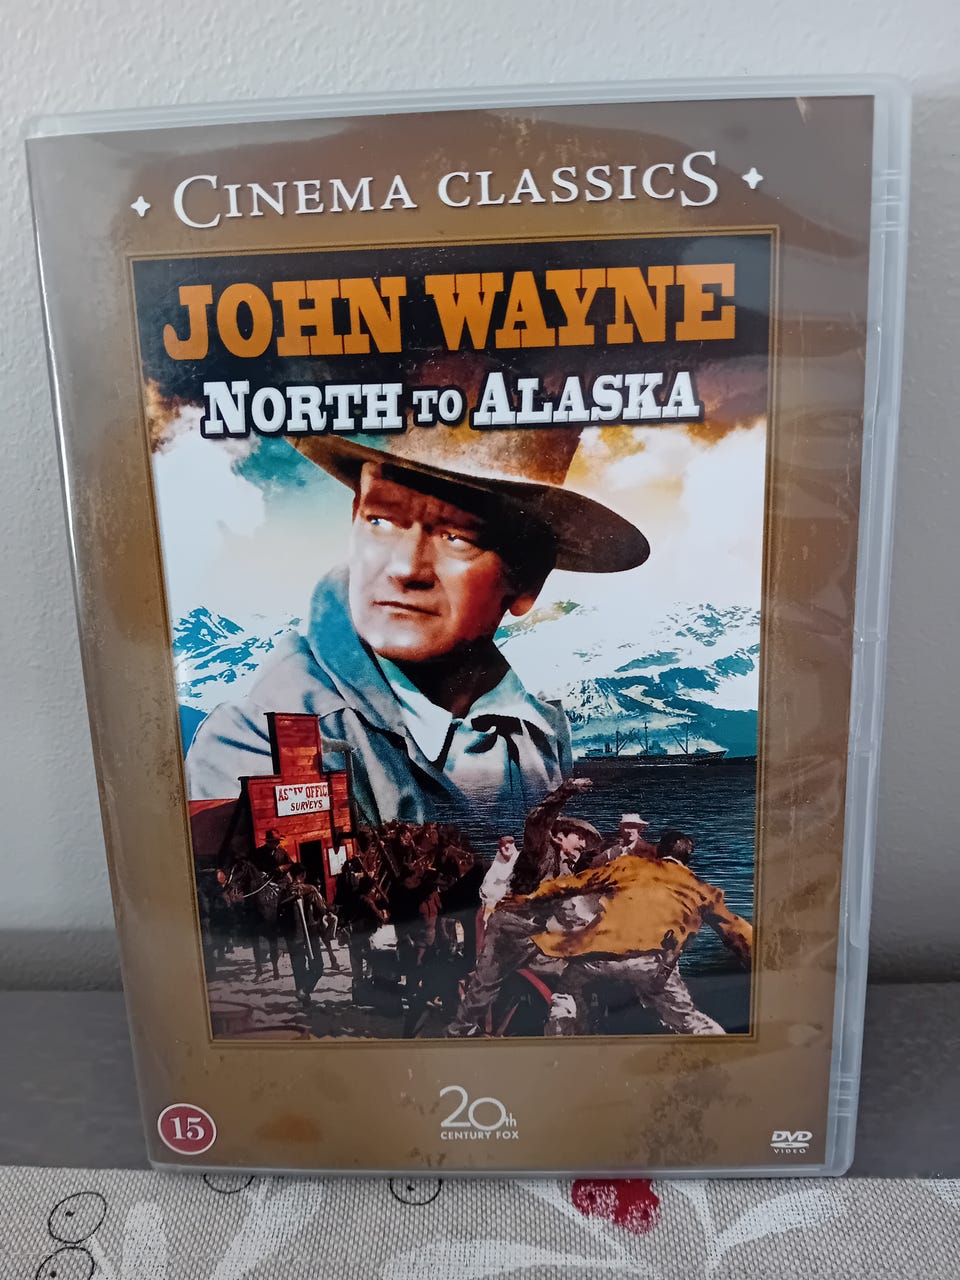 CINEMA CLASSICS
JOHN WAYNE
NORTH TO ALASKA
SURVEYS
20th
CENTURY FOX
15
DVD
VIDEO